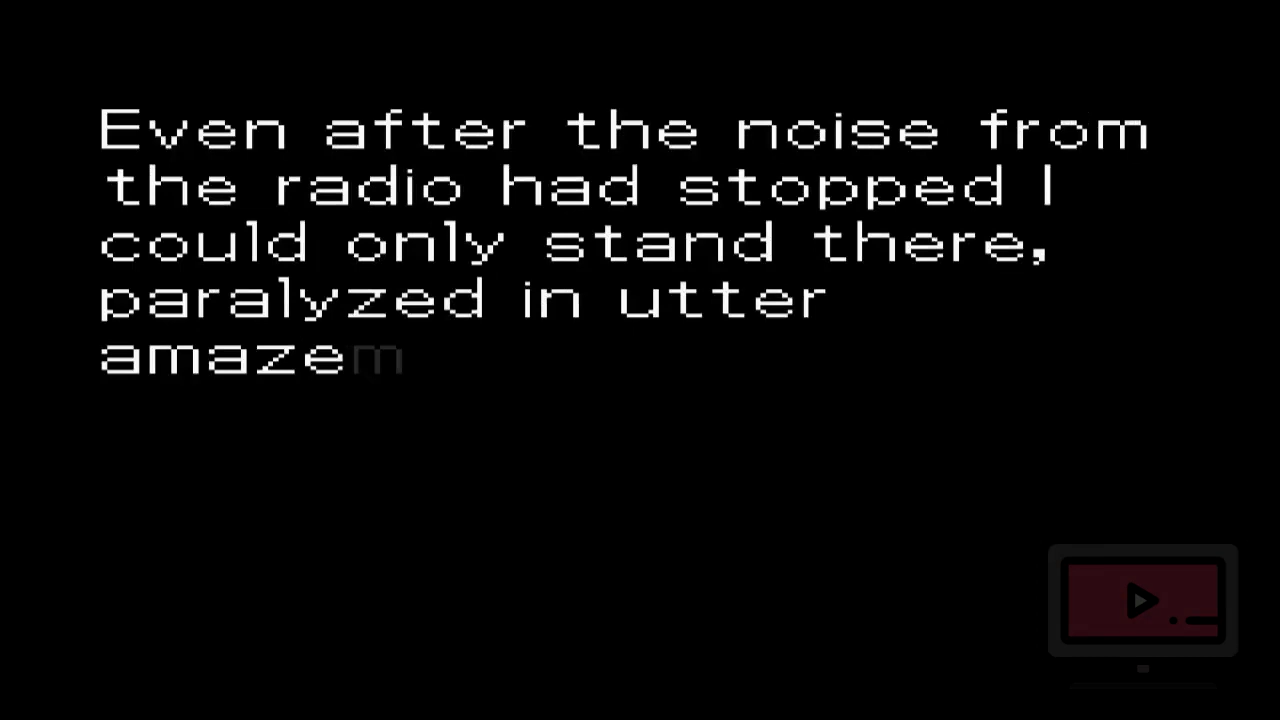 Even after the noise from
the radio had stopped I
could only stand there,
paralyzed in utter
amazem